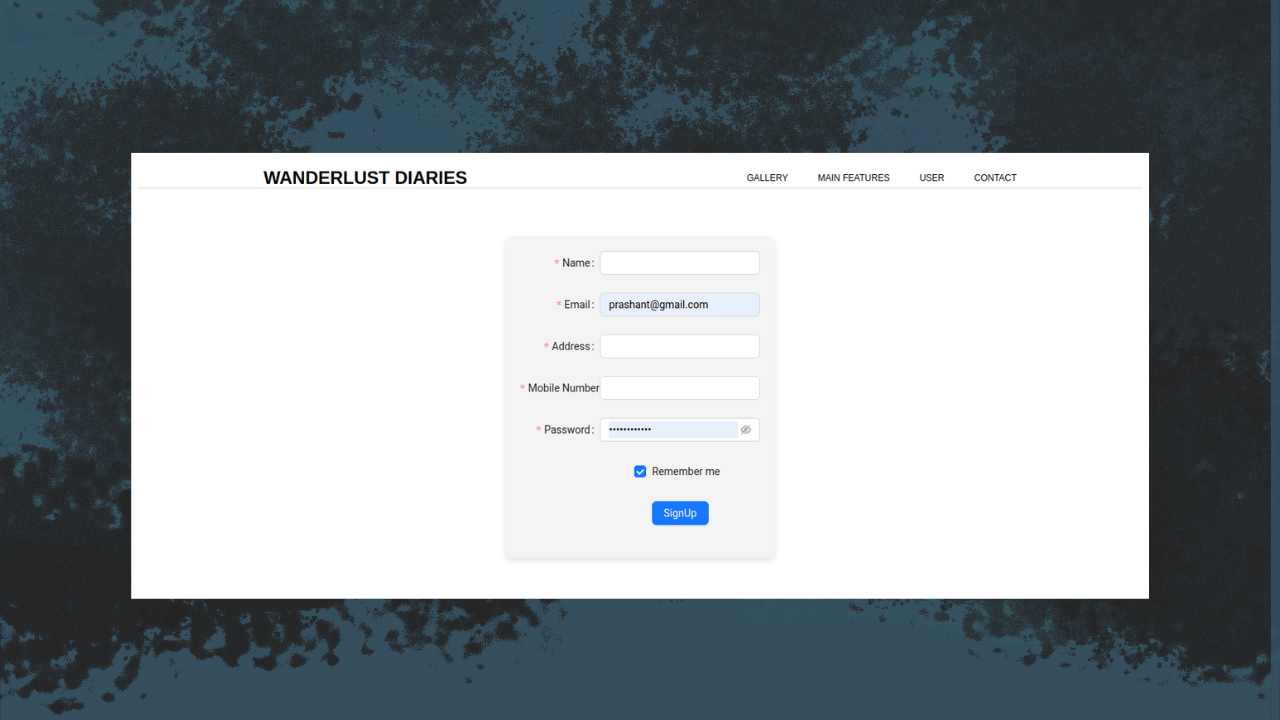 WANDERLUST DIARIES
GALLERY MAIN FEATURES USER CONTACT
* Name:
* Email: prashant@gmail.com
* Address:
* Mobile Number
* Password: ••••••••••••
Remember me
SignUp